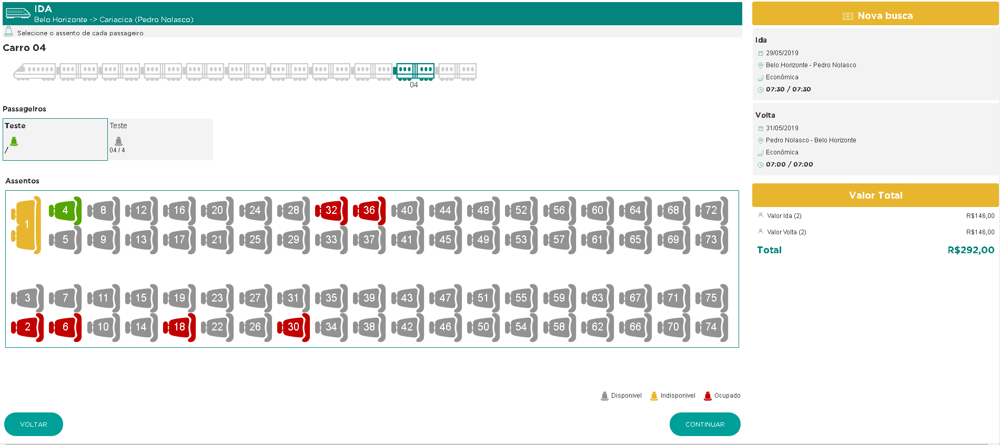 IDA
Belo Horizonte -> Cariacica (Pedro Nolasco)
Selecione o assento de cada passageiro
Carro 04
04
Passageiros
Teste
/
Teste
04 / 4
Assentos
1 4 8 12 16 20 24 28 32 36 40 44 48 52 56 60 64 68 72
5 9 13 17 21 25 29 33 37 41 45 49 53 57 61 65 69 73
3 7 11 15 19 23 27 31 35 39 43 47 51 55 59 63 67 71 75
2 6 10 14 18 22 26 30 34 38 42 46 50 54 58 62 66 70 74
Disponivel Indisponivel Ocupado
VOLTAR
CONTINUAR
Nova busca
Ida
29/05/2019
Belo Horizonte - Pedro Nolasco
Econômica
07:30 / 07:30
Volta
31/05/2019
Pedro Nolasco - Belo Horizonte
Econômica
07:00 / 07:00
Valor Total
Valor Ida (2) R$146,00
Valor Volta (2) R$146,00
Total R$292,00